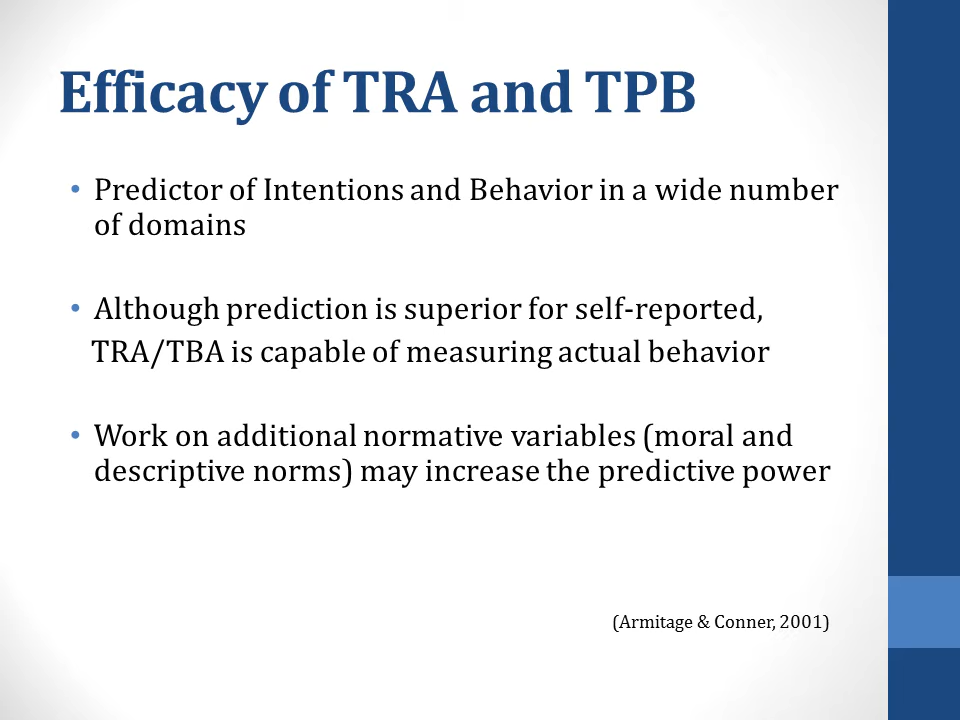 Efficacy of TRA and TPB
• Predictor of Intentions and Behavior in a wide number
of domains
• Although prediction is superior for self-reported,
TRA/TBA is capable of measuring actual behavior
• Work on additional normative variables (moral and
descriptive norms) may increase the predictive power
(Armitage & Conner, 2001)